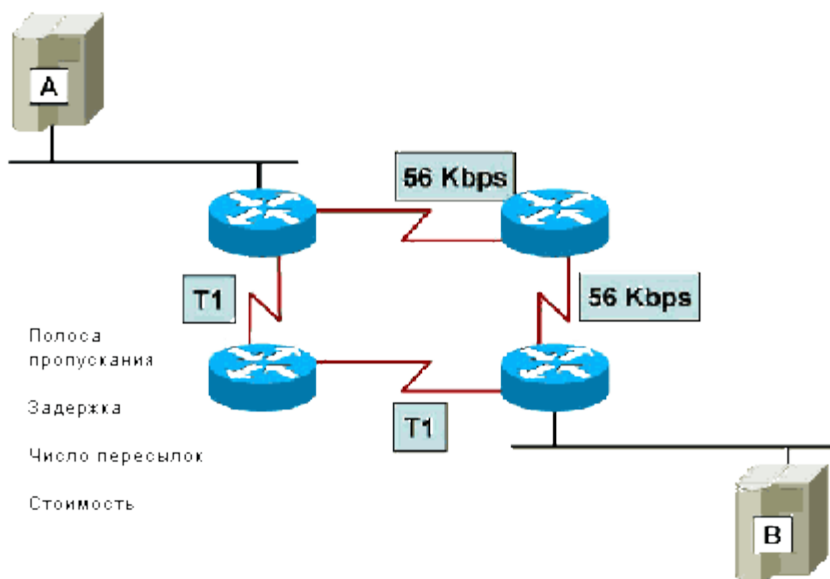 A
56 Kbps
T1
56 Kbps
Полоса
пропускания
Задержка
T1
Число пересылок
Стоимость
B